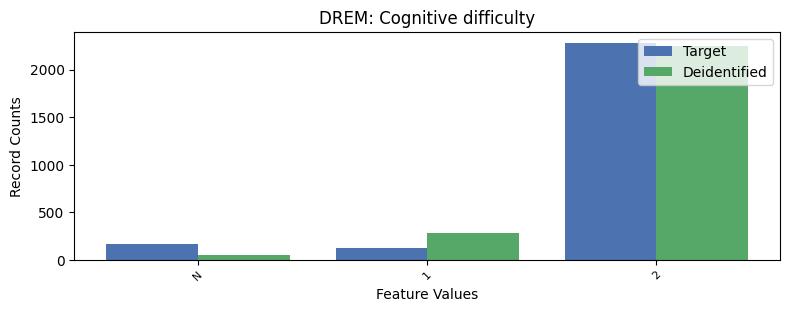 DREM: Cognitive difficulty
Target
Deidentified
Record Counts
2000
1500
1000
500
0
N
1
2
Feature Values